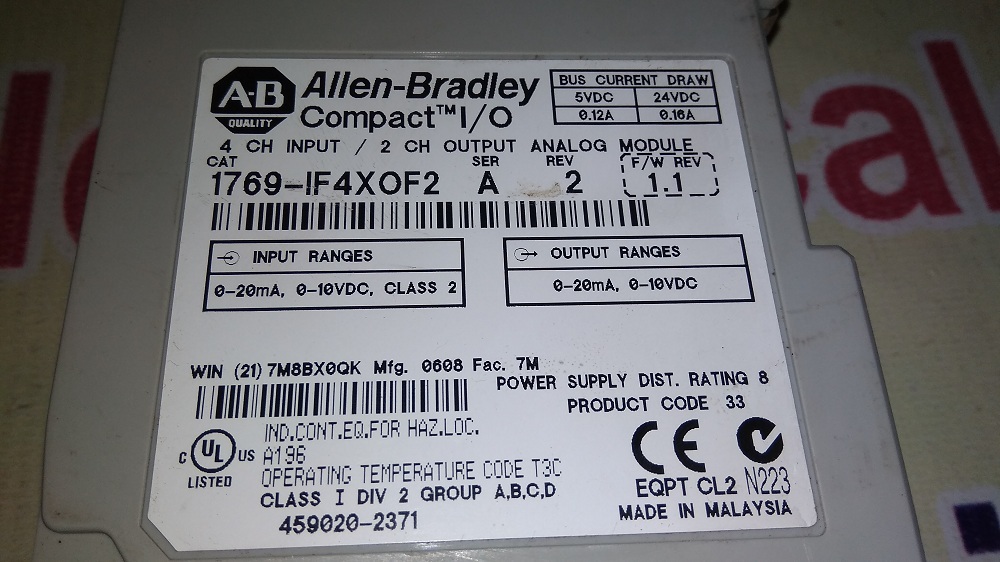 A·B
QUALITY
Allen-Bradley
Compact™ I/O
BUS CURRENT DRAW
5VDC 24VDC
0.12A 0.16A
4 CH INPUT / 2 CH OUTPUT ANALOG MODULE
CAT SER REV F/W REV
1769-IF4XOF2 A 2 1.1
INPUT RANGES
0-20mA, 0-10VDC, CLASS 2
OUTPUT RANGES
0-20mA, 0-10VDC
WIN (21) 7M8BX0QK Mfg. 0608 Fac. 7M
POWER SUPPLY DIST. RATING 8
PRODUCT CODE 33
C UL US
LISTED
IND.CONT.EQ.FOR HAZ.LOC.
A196
OPERATING TEMPERATURE CODE T3C
CLASS I DIV 2 GROUP A,B,C,D
459020-2371
CE
EQPT CL2 N223
MADE IN MALAYSIA
cal